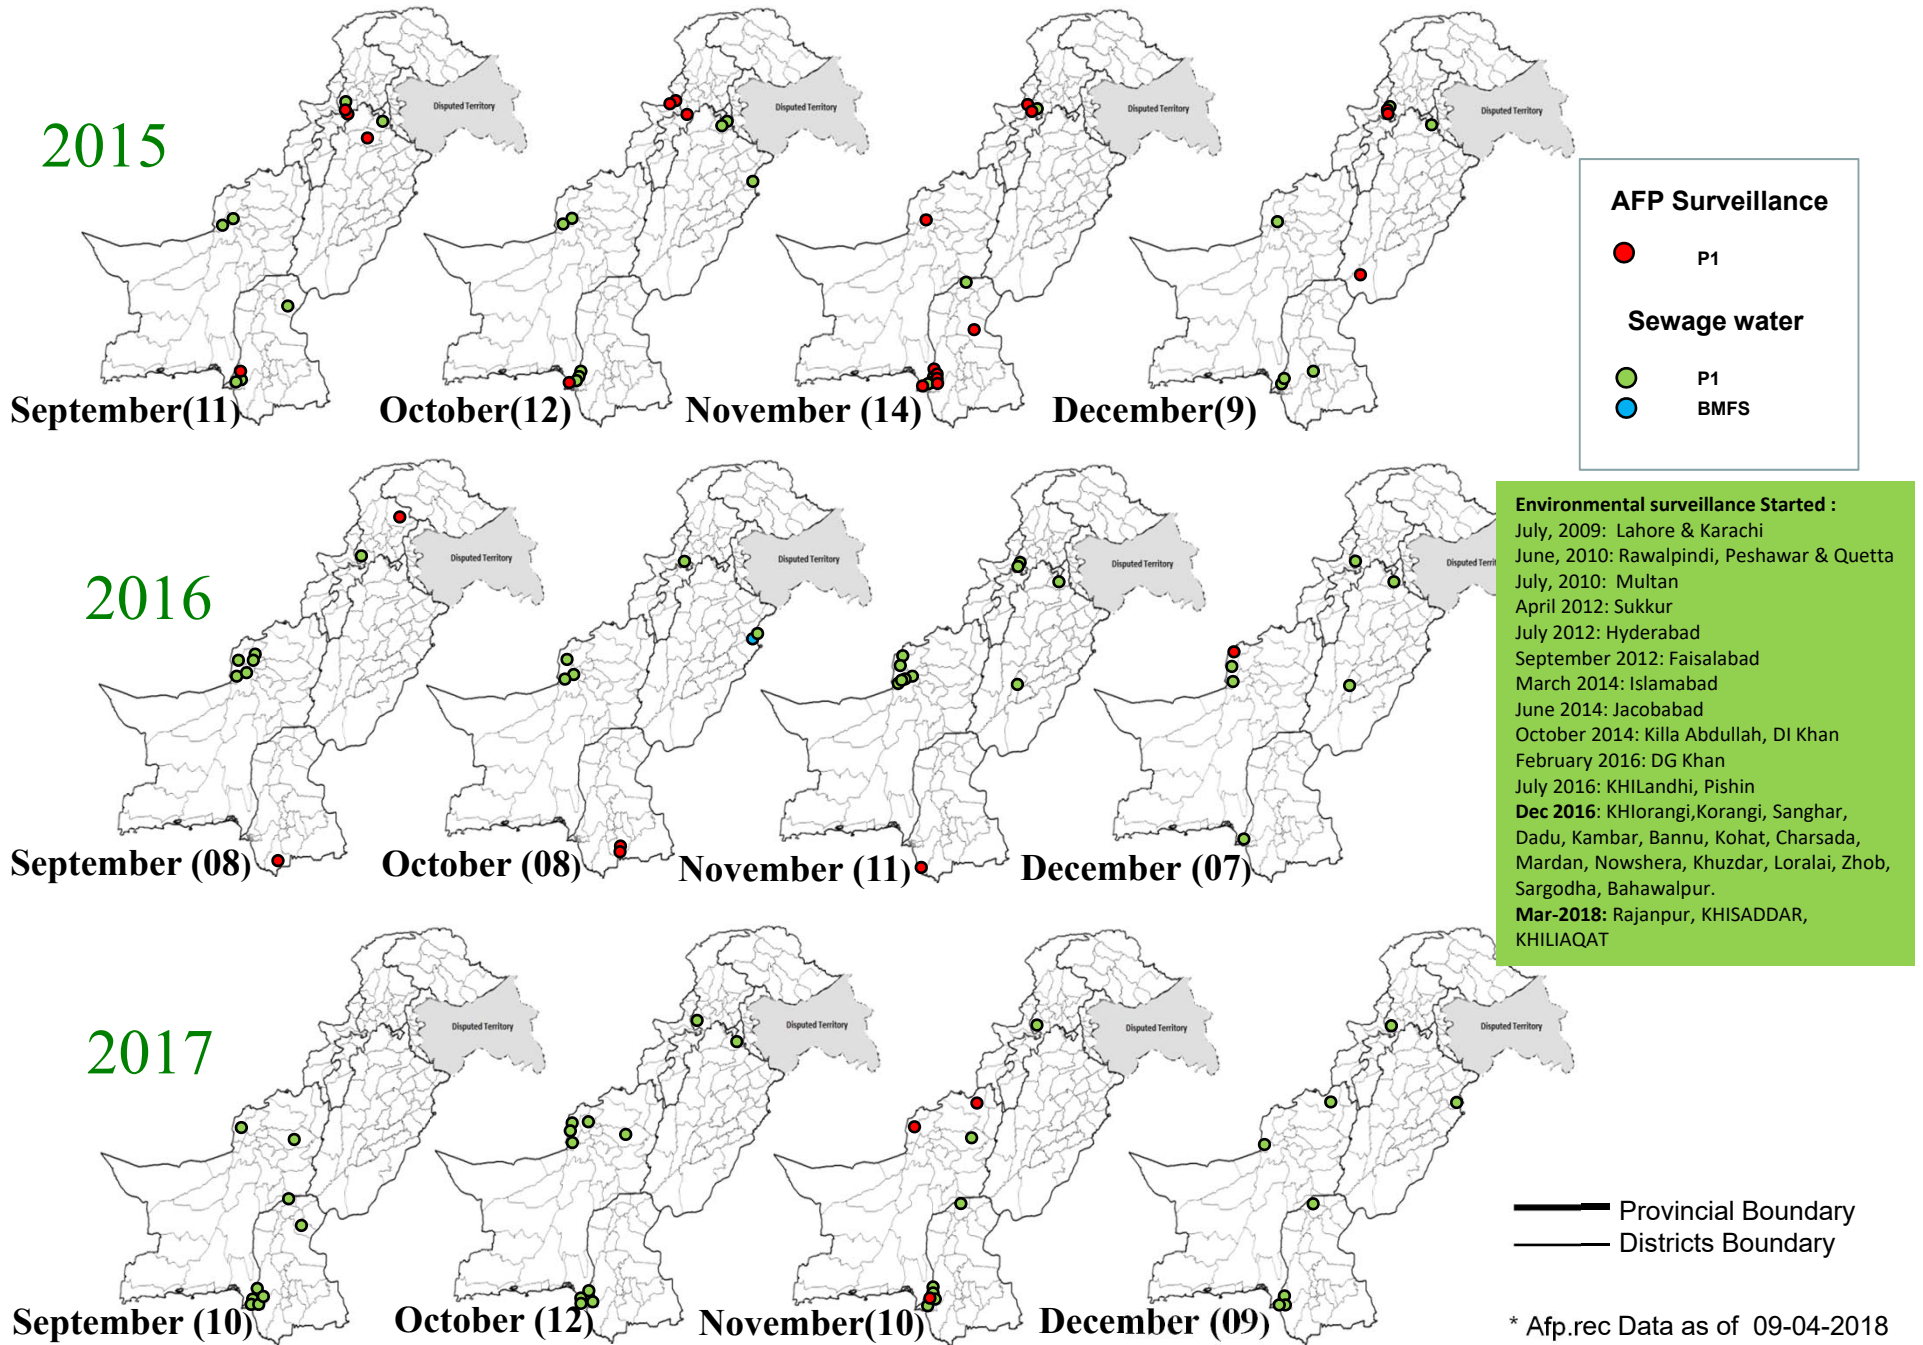 Disputed Territory
Disputed Territory
Disputed Territory
Disputed Territory
2015
September(11)
October(12)
November (14)
December(9)
AFP Surveillance
P1
Sewage water
P1
BMFS
Disputed Territory
Disputed Territory
Disputed Territory
Disputed Territ
2016
September (08)
October (08)
November (11)
December (07)
Environmental surveillance Started :
July, 2009: Lahore & Karachi
June, 2010: Rawalpindi, Peshawar & Quetta
July, 2010: Multan
April 2012: Sukkur
July 2012: Hyderabad
September 2012: Faisalabad
March 2014: Islamabad
June 2014: Jacobabad
October 2014: Killa Abdullah, DI Khan
February 2016: DG Khan
July 2016: KHILandhi, Pishin
Dec 2016: KHIorangi,Korangi, Sanghar,
Dadu, Kambar, Bannu, Kohat, Charsada,
Mardan, Nowshera, Khuzdar, Loralai, Zhob,
Sargodha, Bahawalpur.
Mar-2018: Rajanpur, KHISADDAR,
KHILIAQAT
Disputed Territory
Disputed Territory
Disputed Territory
Disputed Territory
2017
September (10)
October (12)
November(10)
December (09)
Provincial Boundary
Districts Boundary
* Afp.rec Data as of 09-04-2018